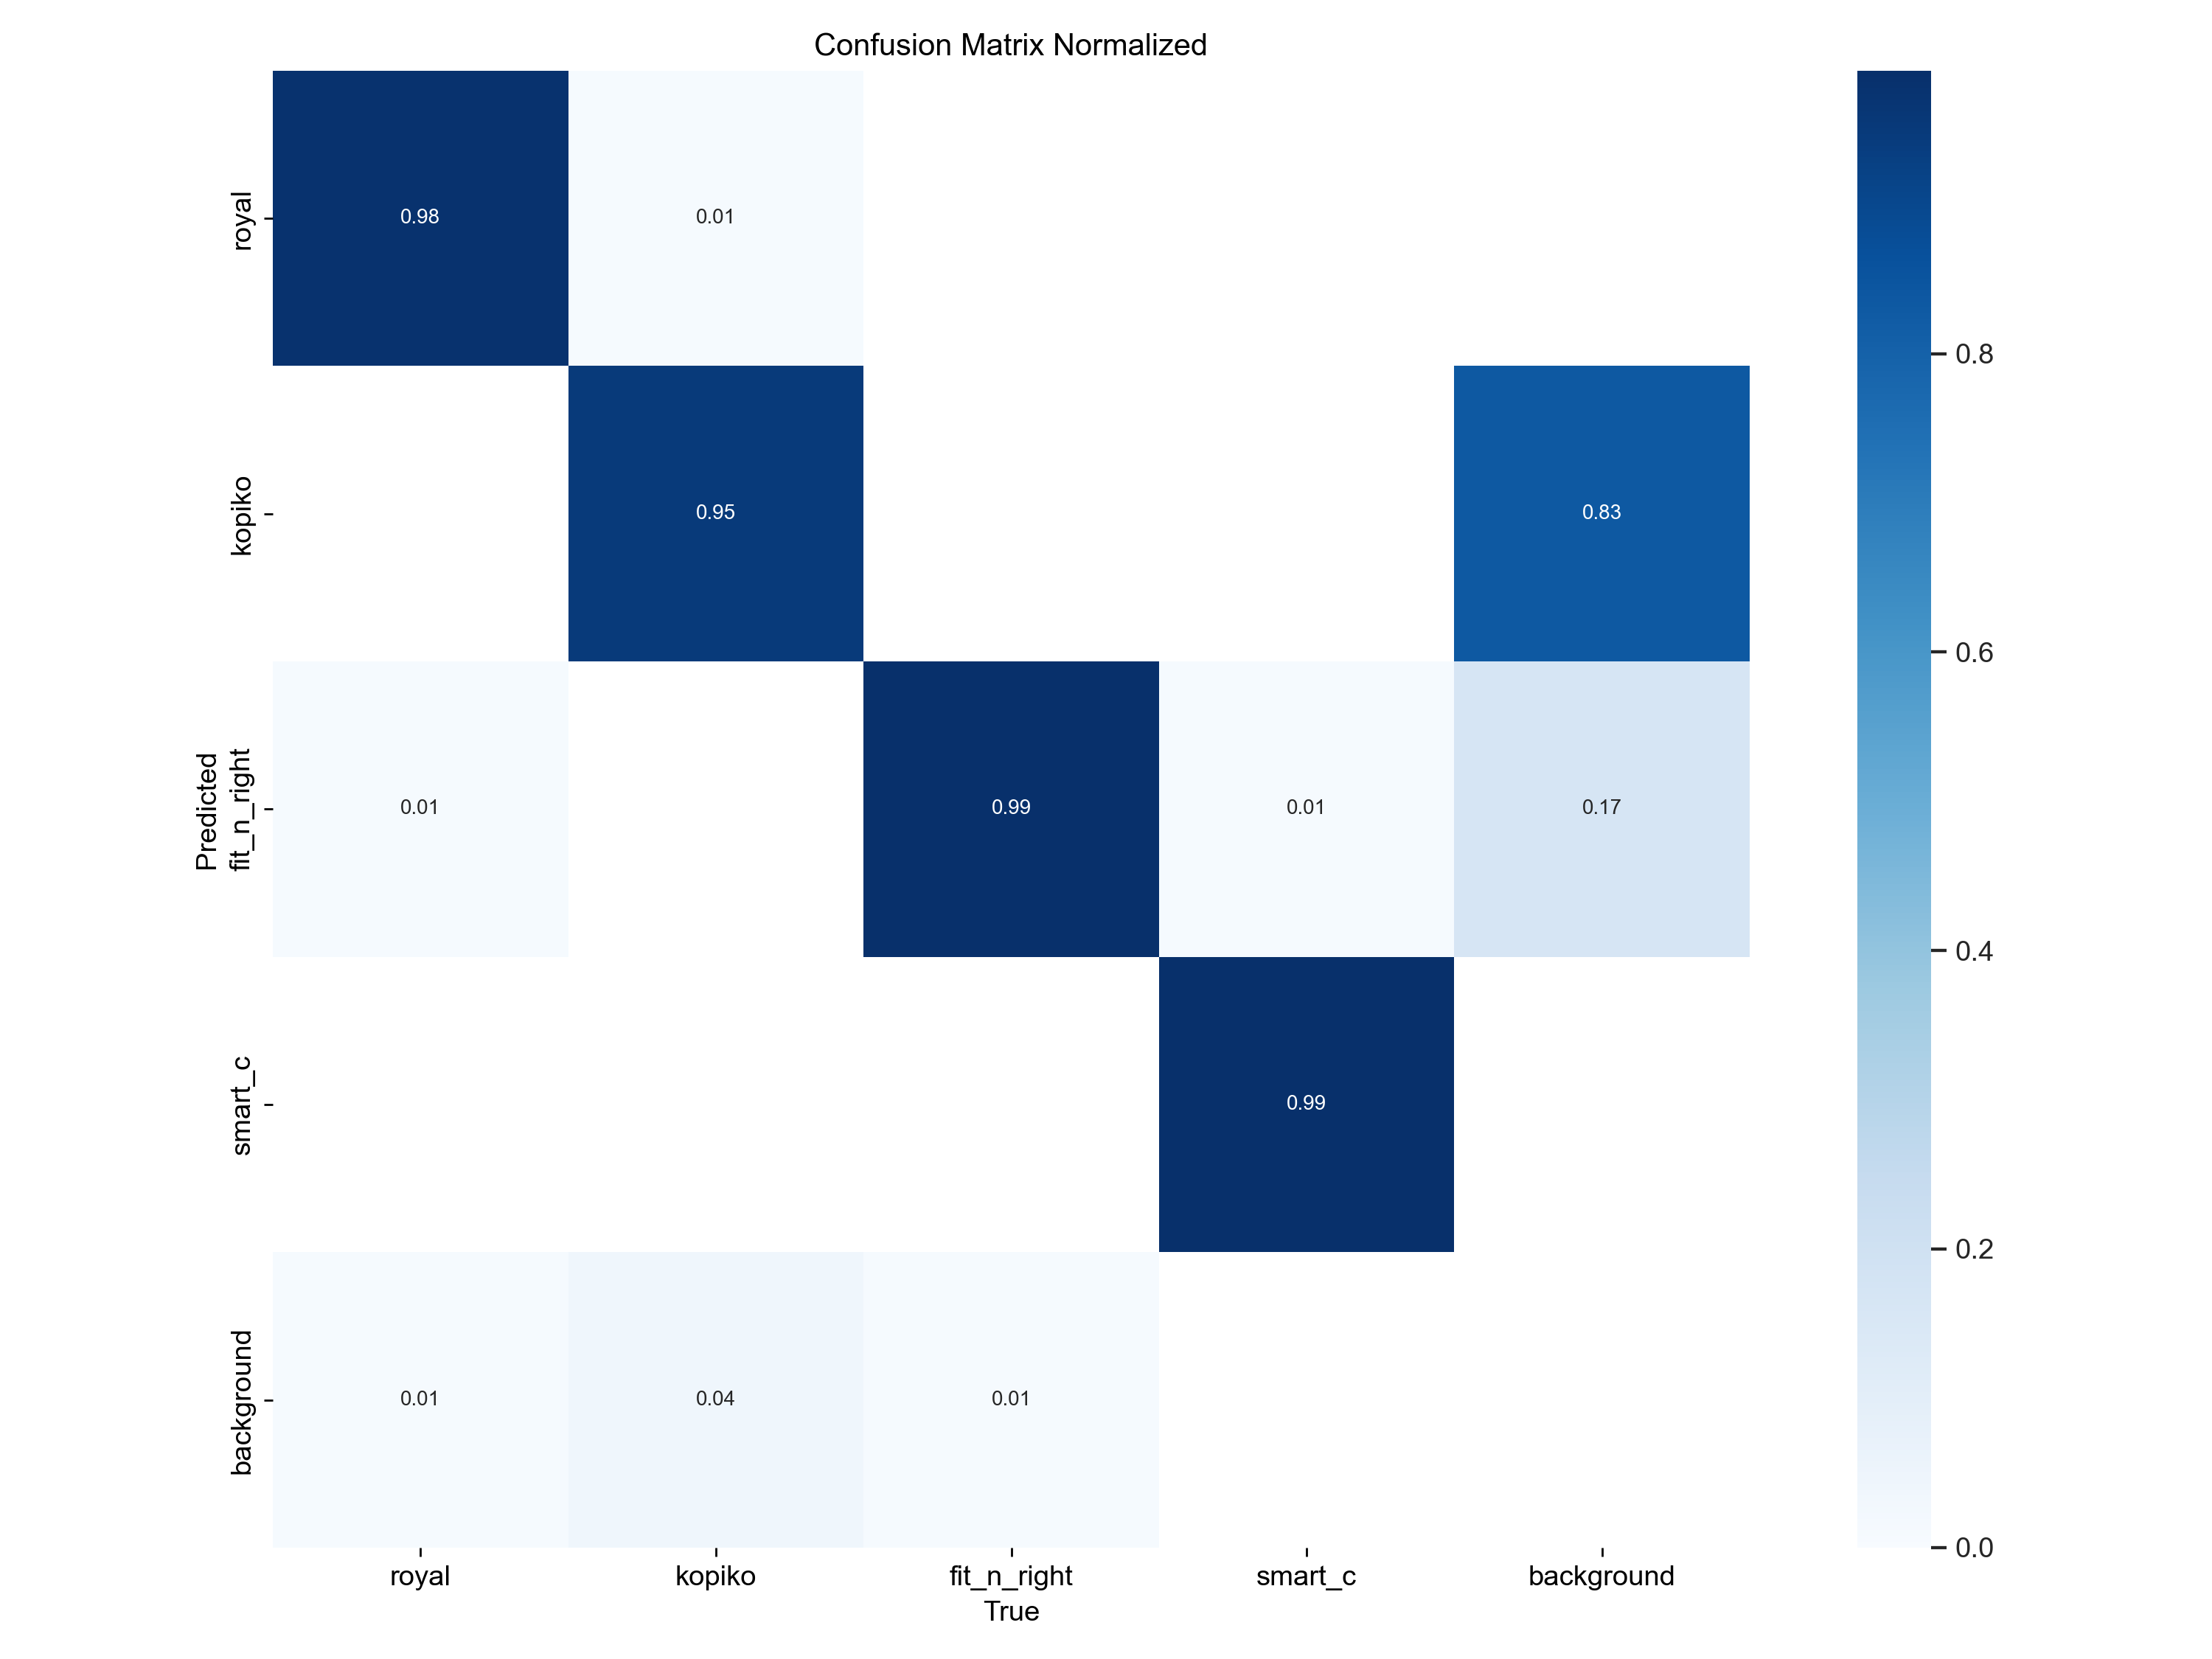 Confusion Matrix Normalized
royal
0.98
0.01
0.8
kopiko
0.95
0.83
0.6
Predicted
fit_n_right
0.01
0.99
0.01
0.17
0.4
smart_c
0.99
0.2
background
0.01
0.04
0.01
0.0
royal
kopiko
fit_n_right
smart_c
background
True